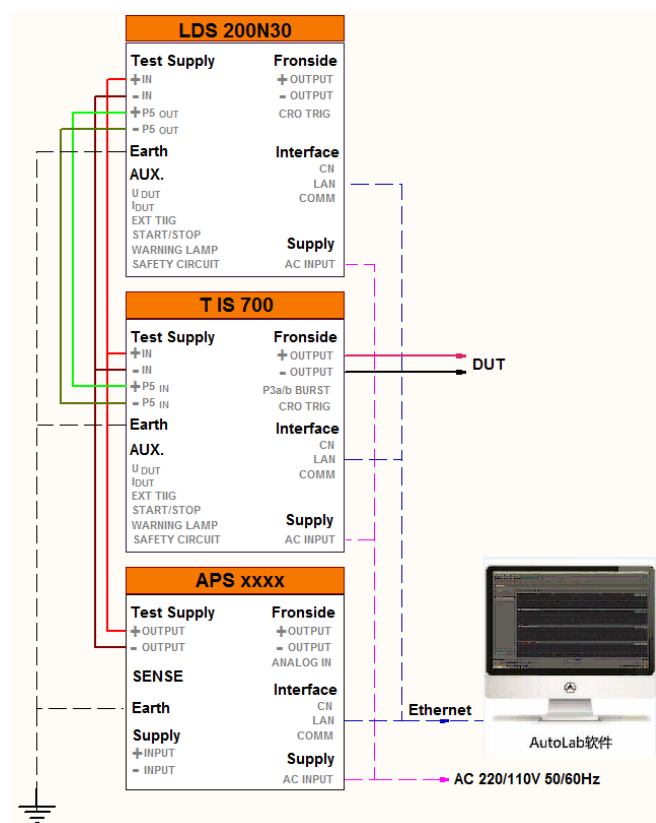 LDS 200N30
Test Supply Fronside
+ IN + OUTPUT
- IN - OUTPUT
+ P5 OUT CRO TRIG
- P5 OUT
Earth Interface
CN
AUX. LAN
U DUT COMM
IDUT
EXT TIIG
START/STOP
WARNING LAMP Supply
SAFETY CIRCUIT AC INPUT
T IS 700
Test Supply Fronside
+ IN + OUTPUT
- IN - OUTPUT
DUT
+ P5 IN P3a/b BURST
- P5 IN CRO TRIG
Earth Interface
CN
AUX. LAN
U DUT COMM
IDUT
EXT TIIG
START/STOP
WARNING LAMP Supply
SAFETY CIRCUIT AC INPUT
APS xxxx
Test Supply Fronside
+ OUTPUT + OUTPUT
- OUTPUT - OUTPUT
ANALOG IN
SENSE
Interface
Earth CN
LAN
Ethernet
Supply COMM
+ INPUT
- INPUT Supply
AC INPUT
AC 220/110V 50/60Hz
AutoLab软件